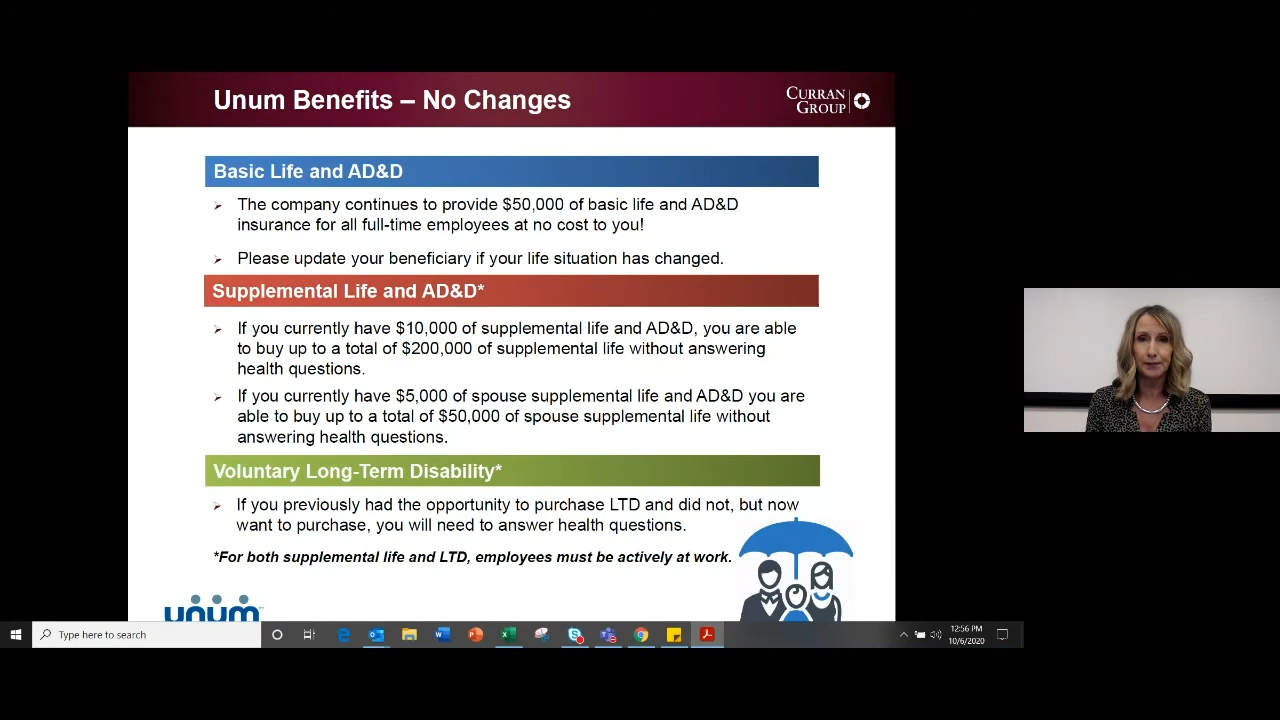 Unum Benefits – No Changes
CURRAN
GROUP
Basic Life and AD&D
The company continues to provide $50,000 of basic life and AD&D
insurance for all full-time employees at no cost to you!
Please update your beneficiary if your life situation has changed.
Supplemental Life and AD&D*
If you currently have $10,000 of supplemental life and AD&D, you are able
to buy up to a total of $200,000 of supplemental life without answering
health questions.
If you currently have $5,000 of spouse supplemental life and AD&D you are
able to buy up to a total of $50,000 of spouse supplemental life without
answering health questions.
Voluntary Long-Term Disability*
If you previously had the opportunity to purchase LTD and did not, but now
want to purchase, you will need to answer health questions.
*For both supplemental life and LTD, employees must be actively at work.
unum
Type here to search
12:56 PM
10/6/2020